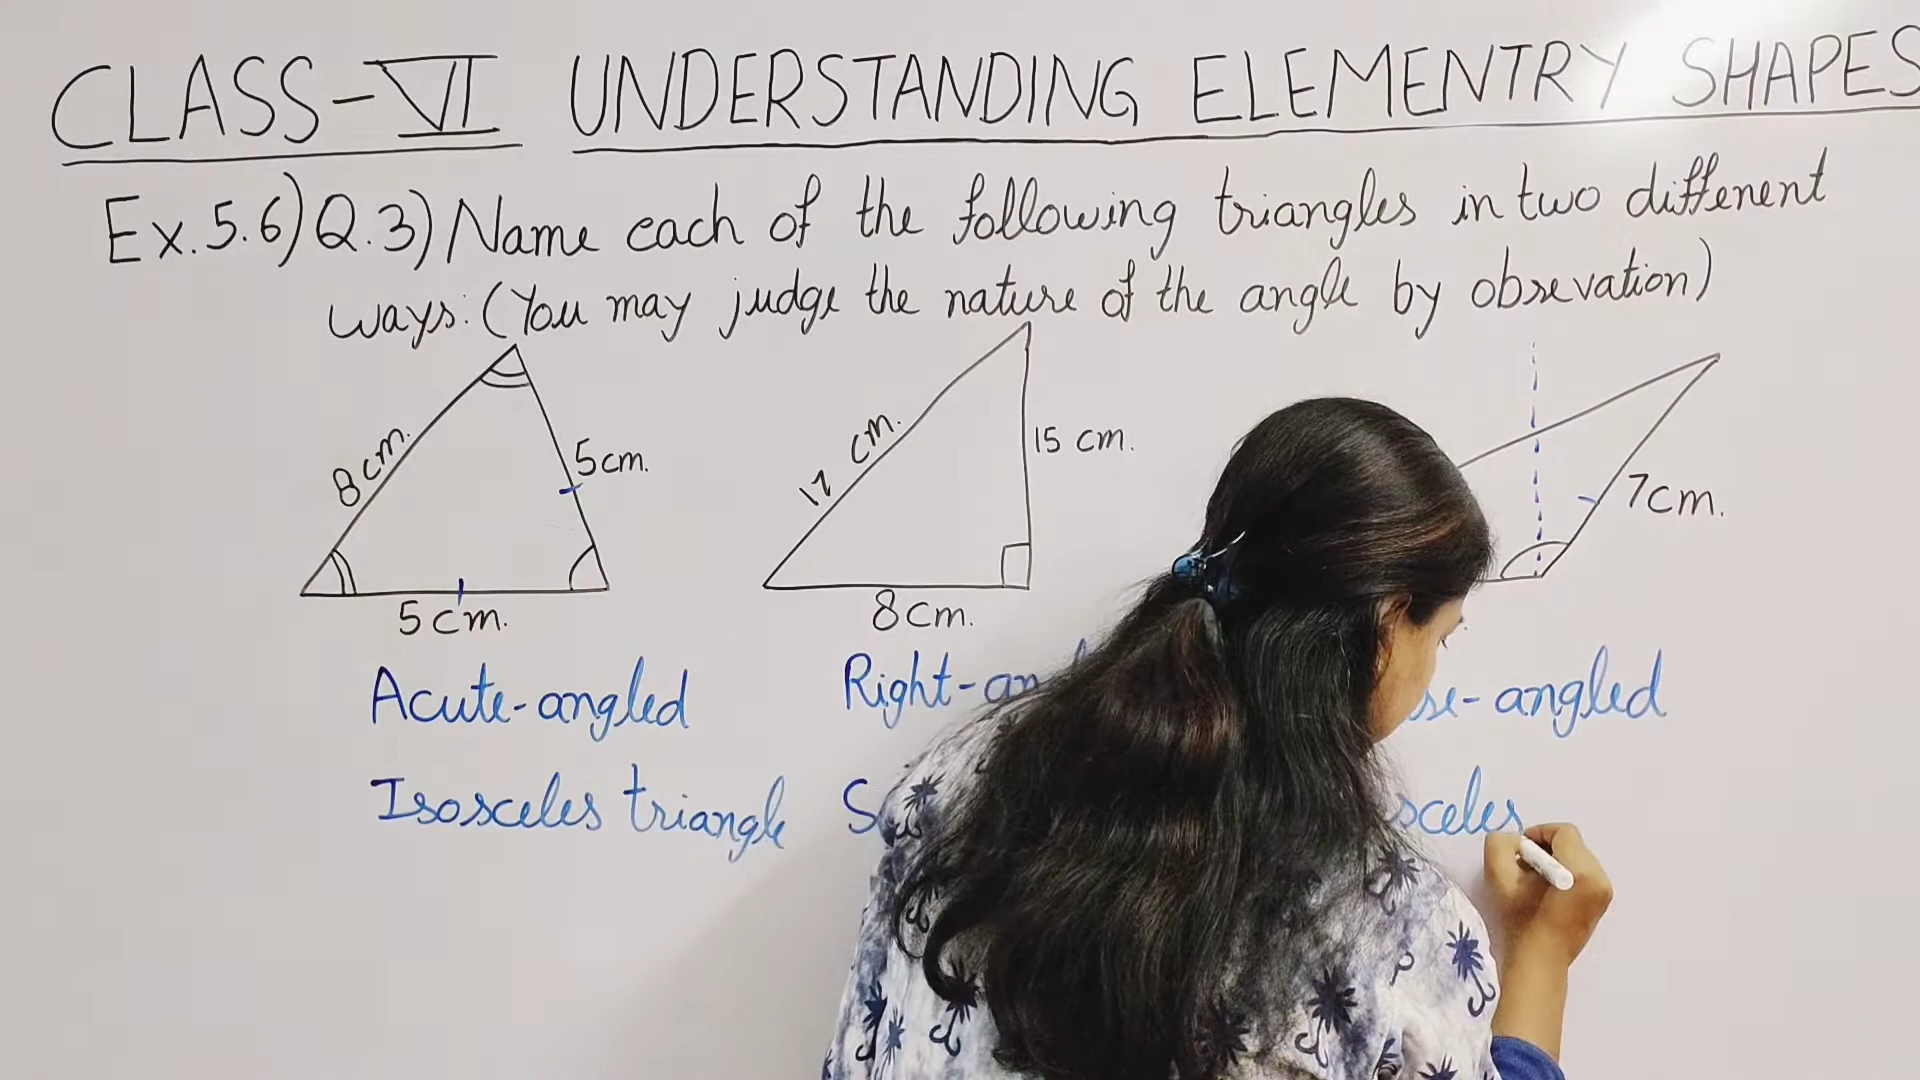 CLASS-VI UNDERSTANDING ELEMENTRY SHAPES
Ex.5.6) Q.3) Name each of the following triangles in two different
ways: (You may judge the nature of the angle by obsevation)
8cm. 5cm. 5cm.
17 cm. 15 cm. 8cm.
7cm.
Acute-angled Right-an se-angled
Isosceles triangle S sceles